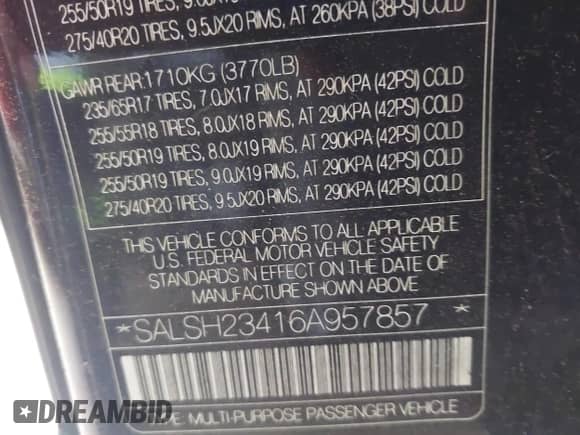 255/50R19 TIRES, 9.0JX19
275/40R20 TIRES, 9.5JX20 RIMS, AT 260KPA (38PSI) COLD
GAWR REAR:1710KG (3770LB)
235/65R17 TIRES, 7.0JX17 RIMS, AT 290KPA (42PSI) COLD
255/55R18 TIRES, 8.0JX18 RIMS, AT 290KPA (42PSI) COLD
255/50R19 TIRES, 8.0JX19 RIMS, AT 290KPA (42PSI) COLD
255/50R19 TIRES, 9.0JX19 RIMS, AT 290KPA (42PSI) COLD
275/40R20 TIRES, 9.5JX20 RIMS, AT 290KPA (42PSI) COLD
THIS VEHICLE CONFORMS TO ALL APPLICABLE
U.S. FEDERAL MOTOR VEHICLE SAFETY
STANDARDS IN EFFECT ON THE DATE OF
MANUFACTURE SHOWN ABOVE
*SALSH23416A957857 *
TYPE: MULTI-PURPOSE PASSENGER VEHICLE
DREAMBID